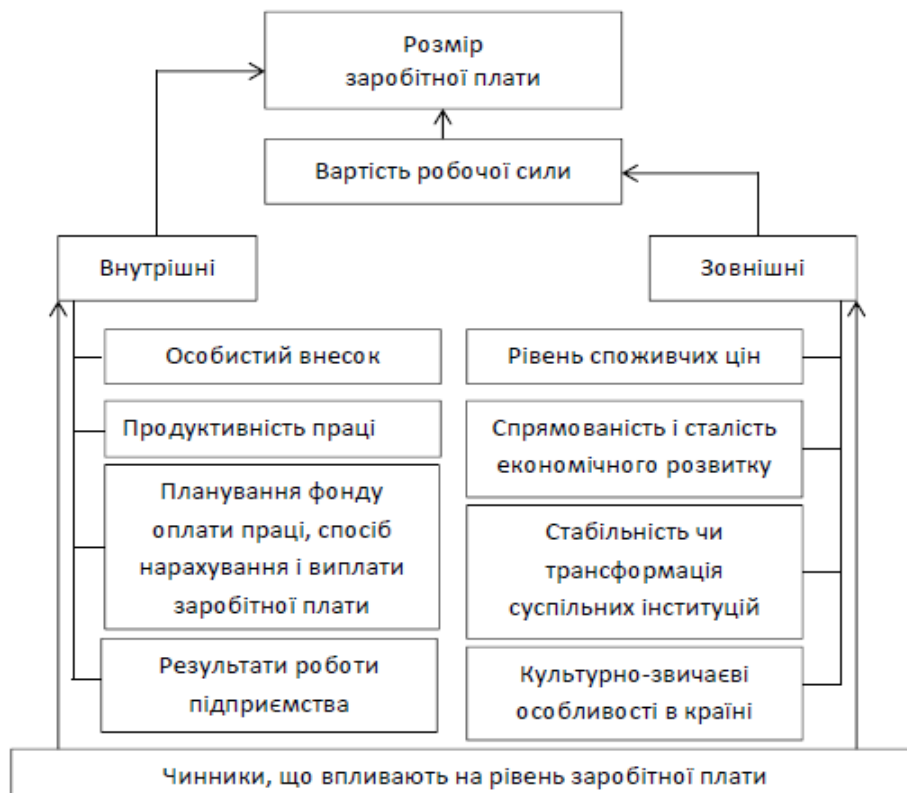 Розмір
заробітної плати
Вартість робочої сили
Внутрішні
Зовнішні
Особистий внесок
Продуктивність праці
Планування фонду
оплати праці, спосіб
нарахування і виплати
заробітної плати
Результати роботи
підприємства
Рівень споживчих цін
Спрямованість і сталість
економічного розвитку
Стабільність чи
трансформація
суспільних інституцій
Культурно-звичаєві
особливості в країні
Чинники, що впливають на рівень заробітної плати